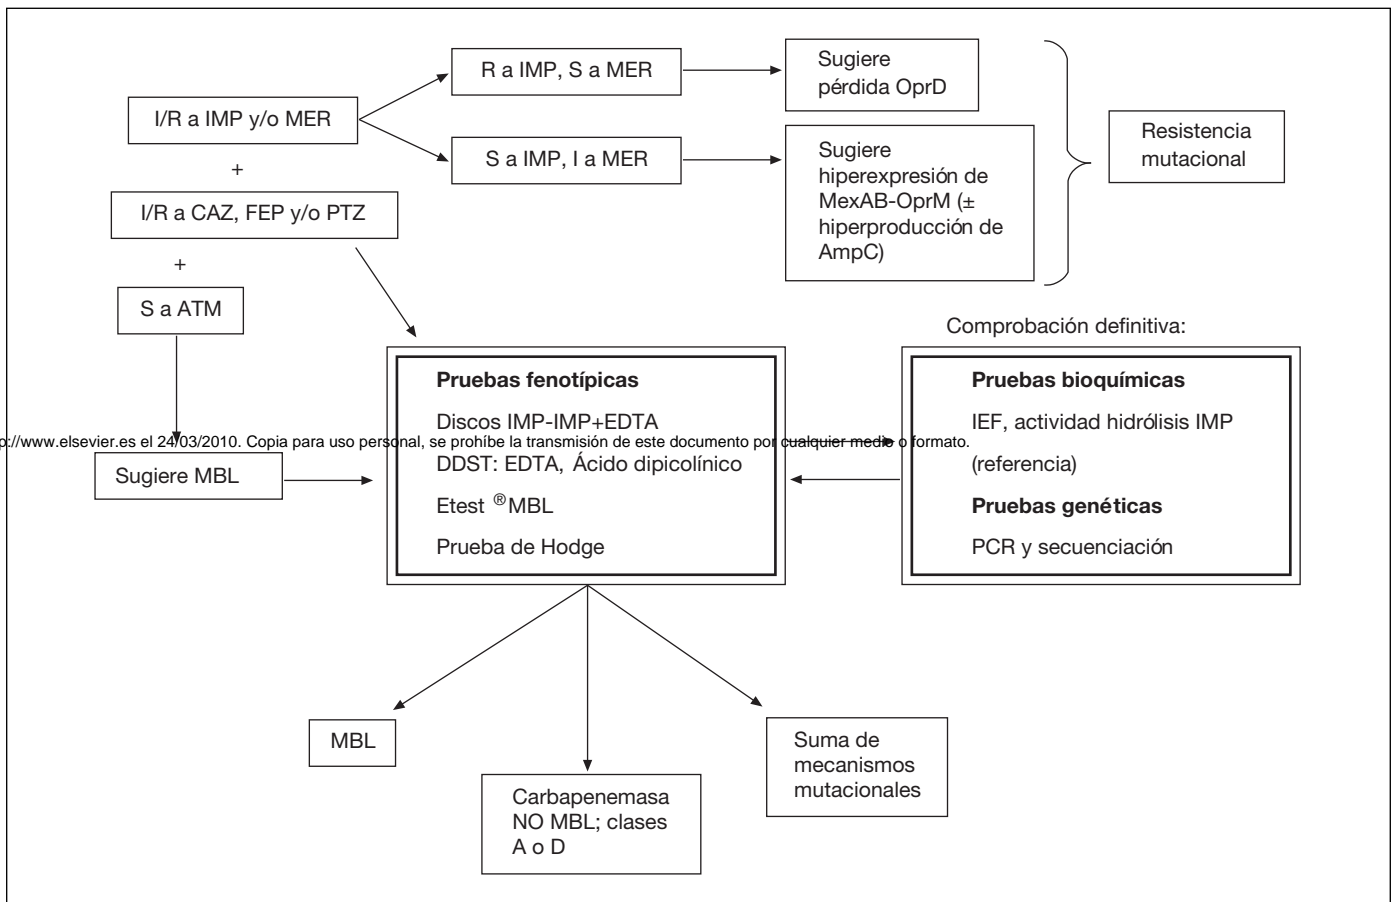 R a IMP, S a MER
Sugiere
pérdida OprD
I/R a IMP y/o MER
Resistencia
mutacional
S a IMP, I a MER
Sugiere
hiperexpresión de
MexAB-OprM (±
hiperproducción de
AmpC)
+
I/R a CAZ, FEP y/o PTZ
+
S a ATM
Comprobación definitiva:
Pruebas fenotípicas
Discos IMP-IMP+EDTA
DDST: EDTA, Ácido dipicolínico
Etest ®MBL
Prueba de Hodge
Pruebas bioquímicas
IEF, actividad hidrólisis IMP
(referencia)
Pruebas genéticas
PCR y secuenciación
p://www.elsevier.es el 24/03/2010. Copia para uso personal, se prohíbe la transmisión de este documento por cualquier medio o formato.
Sugiere MBL
MBL
Carbapenemasa
NO MBL; clases
A o D
Suma de
mecanismos
mutacionales